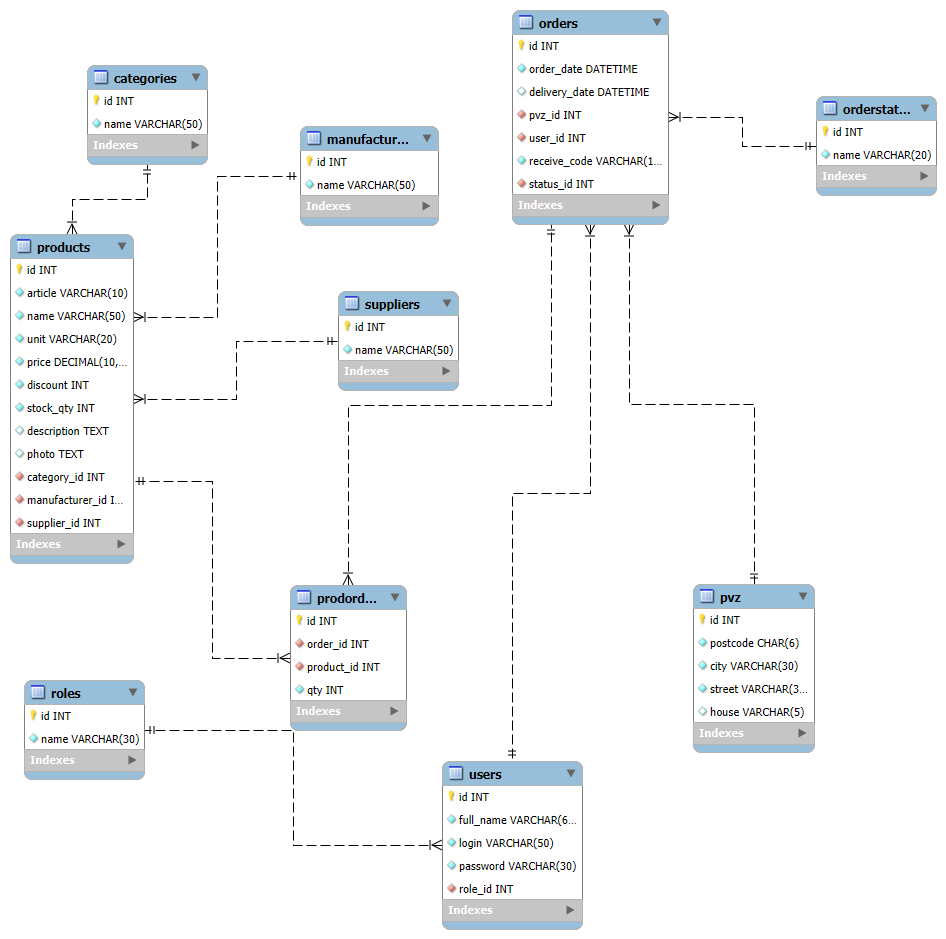 categories
id INT
name VARCHAR(50)
Indexes
manufactur...
id INT
name VARCHAR(50)
Indexes
orders
id INT
order_date DATETIME
delivery_date DATETIME
pvz_id INT
user_id INT
receive_code VARCHAR(1...
status_id INT
Indexes
orderstat...
id INT
name VARCHAR(20)
Indexes
products
id INT
article VARCHAR(10)
name VARCHAR(50)
unit VARCHAR(20)
price DECIMAL(10,...
discount INT
stock_qty INT
description TEXT
photo TEXT
category_id INT
manufacturer_id I...
supplier_id INT
Indexes
suppliers
id INT
name VARCHAR(50)
Indexes
prodord...
id INT
order_id INT
product_id INT
qty INT
Indexes
pvz
id INT
postcode CHAR(6)
city VARCHAR(30)
street VARCHAR(3...
house VARCHAR(5)
Indexes
roles
id INT
name VARCHAR(30)
Indexes
users
id INT
full_name VARCHAR(6...
login VARCHAR(50)
password VARCHAR(30)
role_id INT
Indexes